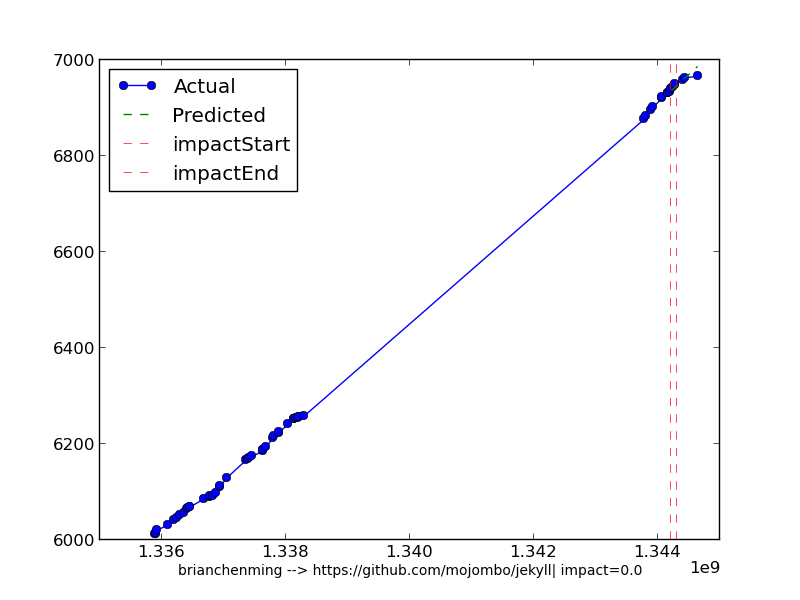 7000
6800
6600
6400
6200
6000
Actual
Predicted
impactStart
impactEnd
1.336 1.338 1.340 1.342 1.344
1e9
brianchenming --> https://github.com/mojombo/jekyll| impact=0.0